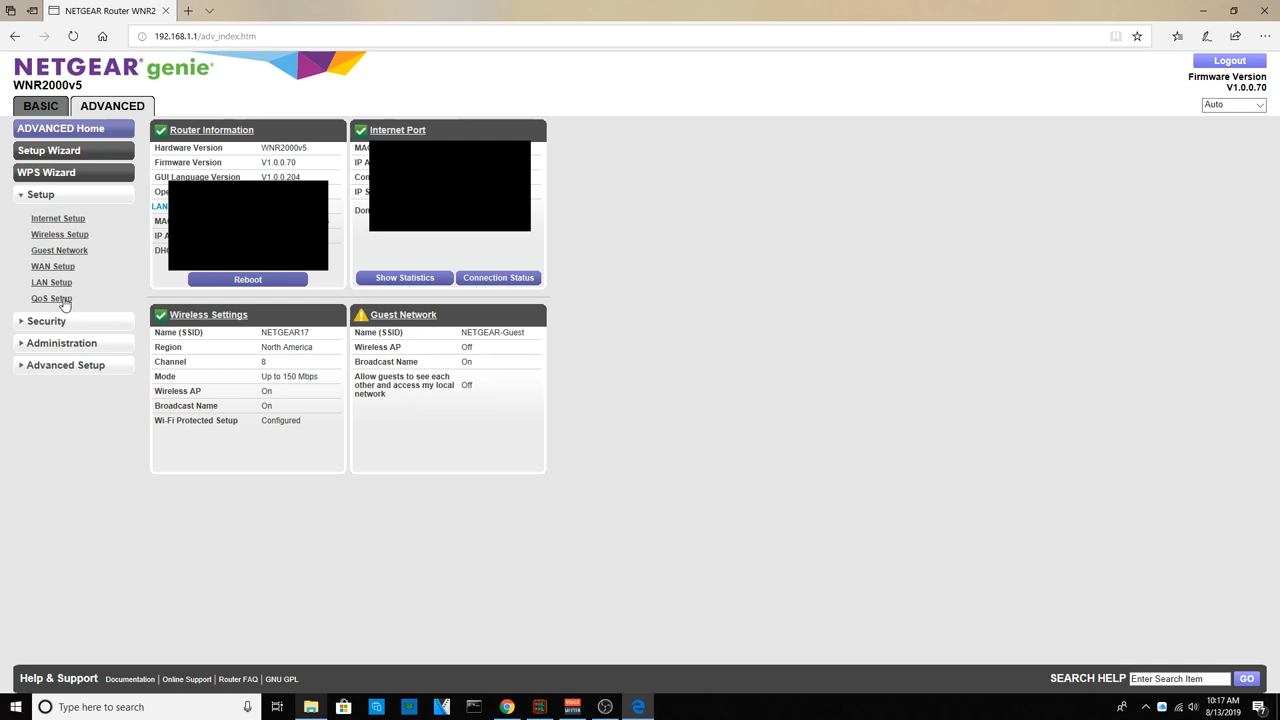 NETGEAR Router WNR2
192.168.1.1/adv_index.htm
NETGEAR genie®
WNR2000v5
Logout
Firmware Version
V1.0.0.70
BASIC
ADVANCED
Auto
ADVANCED Home
Setup Wizard
WPS Wizard
Setup
Internet Setup
Wireless Setup
Guest Network
WAN Setup
LAN Setup
QoS Setup
Security
Administration
Advanced Setup
Router Information
Hardware Version WNR2000v5
Firmware Version V1.0.0.70
GUI Language Version V1.0.0.204
LAN
IP A
Reboot
Internet Port
IP A
IP S
Show Statistics
Connection Status
Wireless Settings
Name (SSID) NETGEAR17
Region North America
Channel 8
Mode Up to 150 Mbps
Wireless AP On
Broadcast Name On
Wi-Fi Protected Setup Configured
Guest Network
Name (SSID) NETGEAR-Guest
Wireless AP Off
Broadcast Name On
Allow guests to see each
other and access my local Off
network
Help & Support Documentation | Online Support | Router FAQ | GNU GPL
SEARCH HELP Enter Search Item GO
Type here to search
10:17 AM
8/13/2019